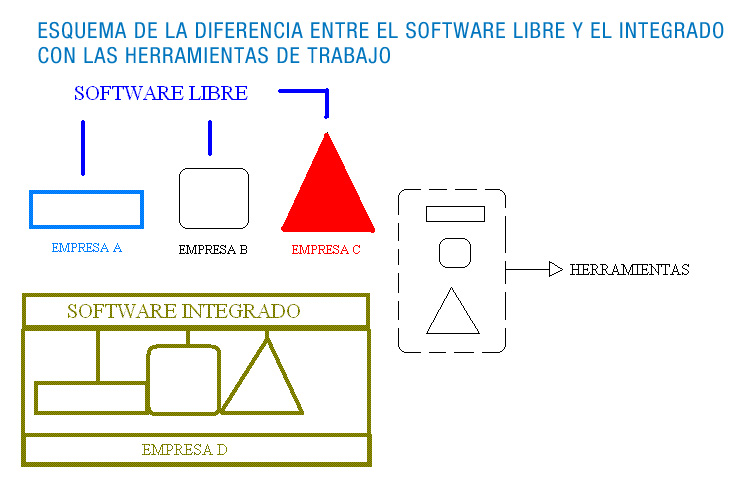 ESQUEMA DE LA DIFERENCIA ENTRE EL SOFTWARE LIBRE Y EL INTEGRADO
CON LAS HERRAMIENTAS DE TRABAJO
SOFTWARE LIBRE
EMPRESA A
EMPRESA B
EMPRESA C
HERRAMIENTAS
SOFTWARE INTEGRADO
EMPRESA D